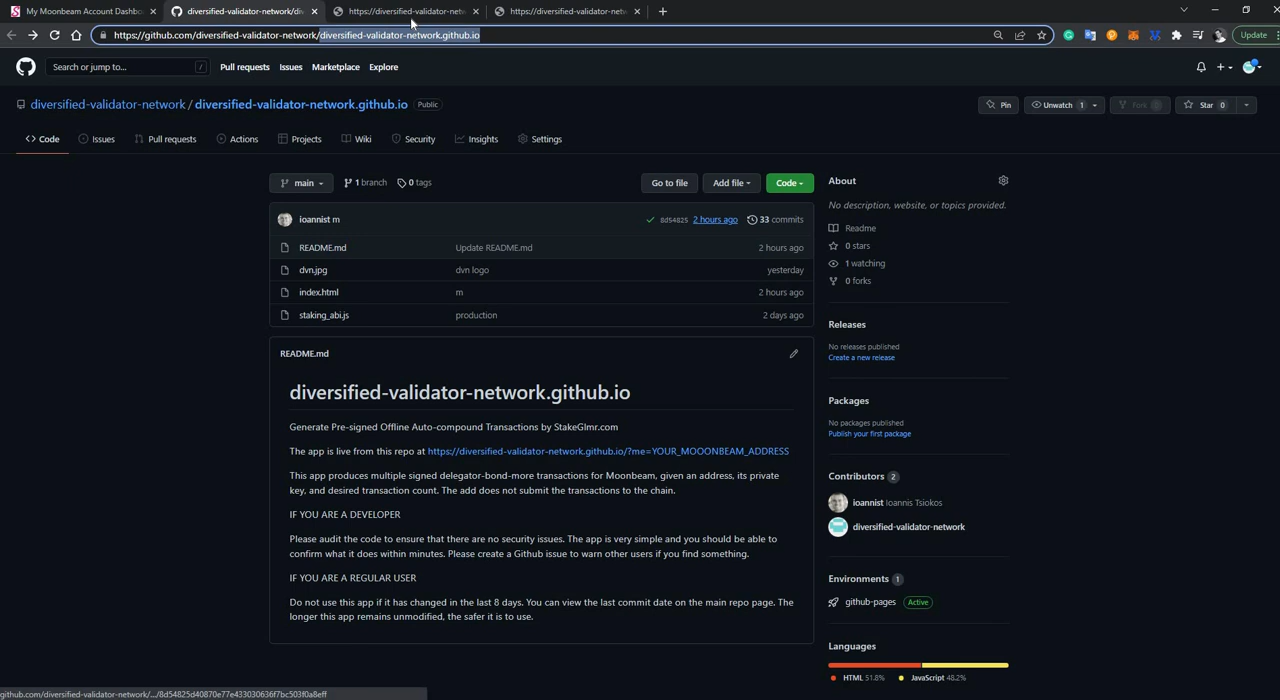 My Moonbeam Account Dashbo
diversified-validator-network/div
https://diversified-validator-netw
https://diversified-validator-netw
https://github.com/diversified-validator-network/diversified-validator-network.github.io
Update
Search or jump to...
/
Pull requests
Issues
Marketplace
Explore
diversified-validator-network / diversified-validator-network.github.io
Public
Pin
Unwatch 1
Fork
Star 0
Code
Issues
Pull requests
Actions
Projects
Wiki
Security
Insights
Settings
main
1 branch
0 tags
Go to file
Add file
Code
ioannist m
8d54825 2 hours ago
33 commits
README.md Update README.md 2 hours ago
dvn.jpg dvn logo yesterday
index.html m 2 hours ago
staking_abi.js production 2 days ago
README.md
diversified-validator-network.github.io
Generate Pre-signed Offline Auto-compound Transactions by StakeGlmr.com
The app is live from this repo at https://diversified-validator-network.github.io/?me=YOUR_MOOONBEAM_ADDRESS
This app produces multiple signed delegator-bond-more transactions for Moonbeam, given an address, its private
key, and desired transaction count. The add does not submit the transactions to the chain.
IF YOU ARE A DEVELOPER
Please audit the code to ensure that there are no security issues. The app is very simple and you should be able to
confirm what it does within minutes. Please create a Github issue to warn other users if you find something.
IF YOU ARE A REGULAR USER
Do not use this app if it has changed in the last 8 days. You can view the last commit date on the main repo page. The
longer this app remains unmodified, the safer it is to use.
About
No description, website, or topics provided.
Readme
0 stars
1 watching
0 forks
Releases
No releases published
Create a new release
Packages
No packages published
Publish your first package
Contributors 2
ioannist Ioannis Tsiokos
diversified-validator-network
Environments 1
github-pages Active
Languages
HTML 51.8%
JavaScript 48.2%
github.com/diversified-validator-network/.../8d54825d40870e77e433030636f7bc503f0a8eff